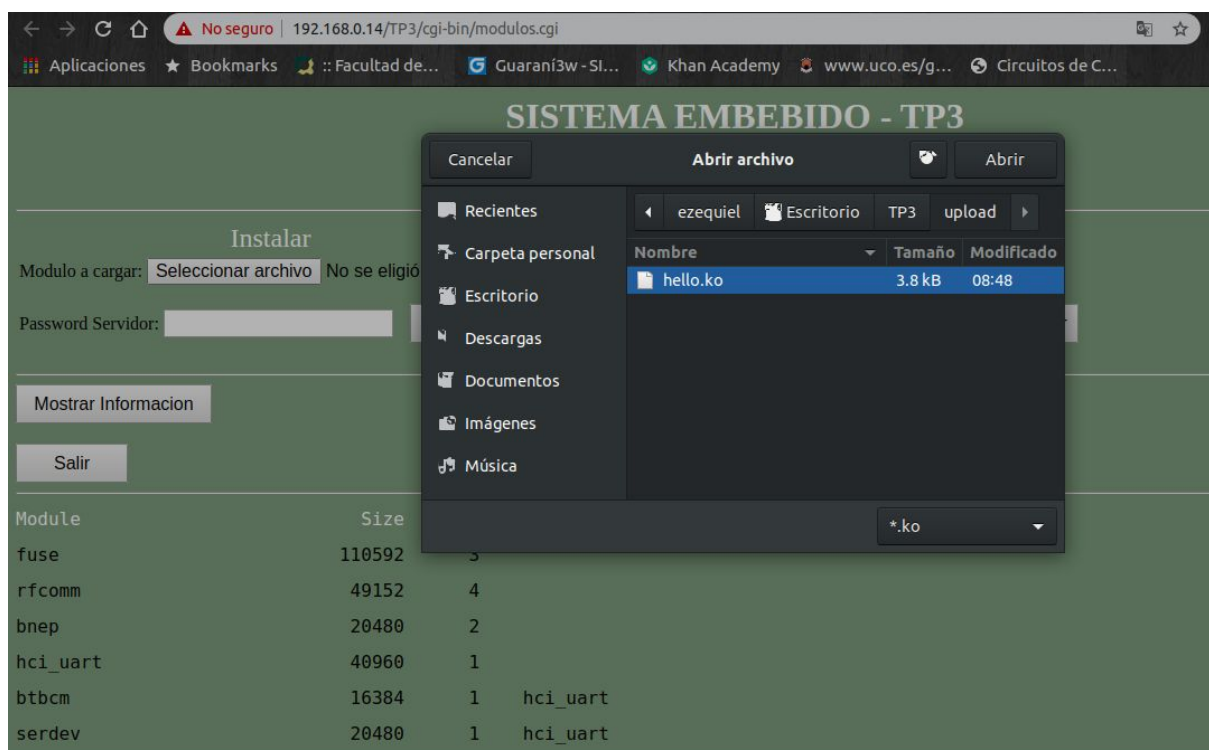 No seguro | 192.168.0.14/TP3/cgi-bin/modulos.cgi
Aplicaciones Bookmarks :: Facultad de... Guaraní3w - SI... Khan Academy www.uco.es/g... Circuitos de C...
SISTEMA EMBEBIDO - TP3
Cancelar Abrir archivo Abrir
Recientes
Carpeta personal
Escritorio
Descargas
Documentos
Imágenes
Música
ezequiel Escritorio TP3 upload
Nombre Tamaño Modificado
hello.ko 3.8 kB 08:48
*.ko
Instalar
Modulo a cargar: Seleccionar archivo No se eligió
Password Servidor:
Mostrar Informacion
Salir
Module Size
fuse 110592 3
rfcomm 49152 4
bnep 20480 2
hci_uart 40960 1
btbcm 16384 1 hci_uart
serdev 20480 1 hci_uart